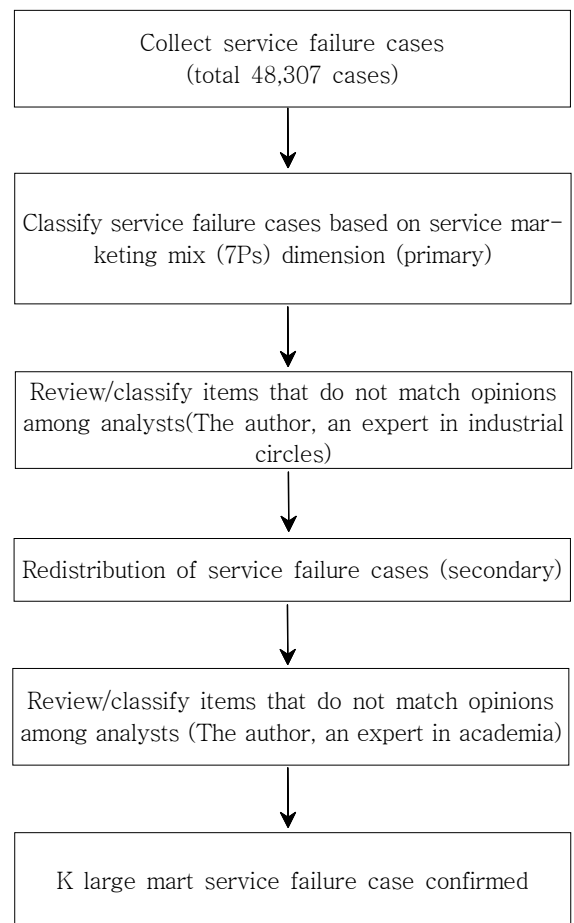 Collect service failure cases
(total 48,307 cases)
Classify service failure cases based on service mar-
keting mix (7Ps) dimension (primary)
Review/classify items that do not match opinions
among analysts(The author, an expert in industrial
circles)
Redistribution of service failure cases (secondary)
Review/classify items that do not match opinions
among analysts (The author, an expert in academia)
K large mart service failure case confirmed